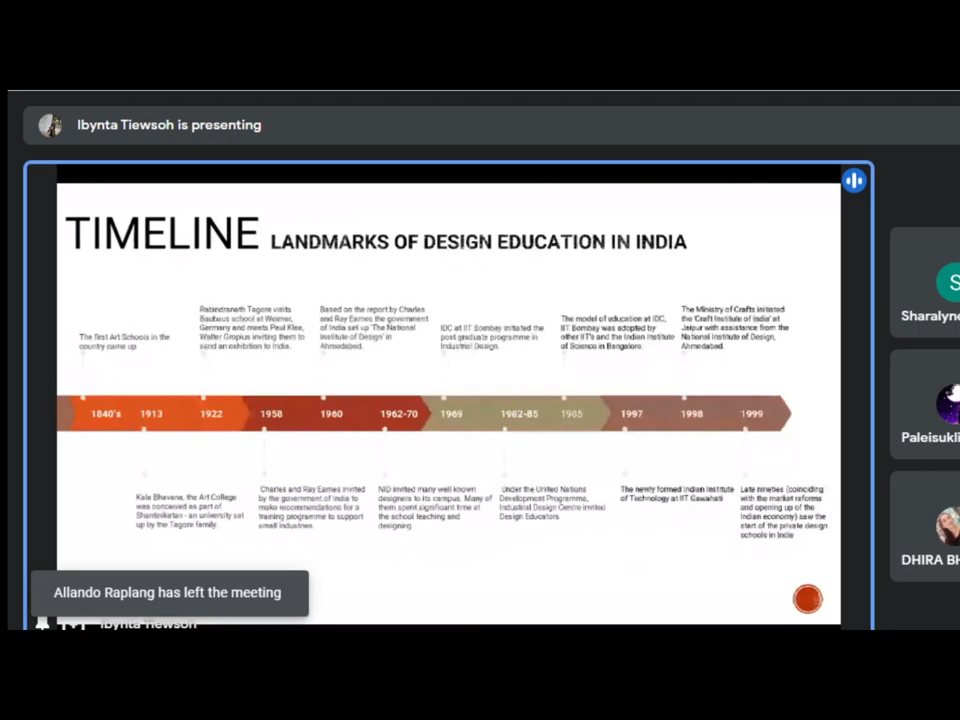 Ibynta Tiewsoh is presenting
TIMELINE LANDMARKS OF DESIGN EDUCATION IN INDIA
The first Art Schools in the
country came up
Rabindranath Tagore visits
Bauhaus school at Weimer,
Germany and meets Paul Klee,
Walter Gropius inviting them to
send an exhibition to India.
Based on the report by Charles
and Ray Eames the government
of India set up 'The National
Institute of Design' in
Ahmedabad.
IDC at IIT Bombay initiated the
post graduate programme in
Industrial Design.
The model of education at IDC,
IIT Bombay was adopted by
other IIT's and the Indian Institute
of Science in Bangalore.
The Ministry of Crafts initiated
the 'Craft Institute of India' at
Jaipur with assistance from the
National Institute of Design,
Ahmedabad.
1840's 1913 1922 1958 1960 1962-70 1969 1982-85 1985 1997 1998 1999
Kala Bhavana, the Art College
was conceived as part of
Shantiniketan - an university set
up by the Tagore family.
Charles and Ray Eames invited
by the government of India to
make recommendations for a
training programme to support
small industries.
NID invited many well known
designers to its campus. Many of
them spent significant time at
the school teaching and
designing
Under the United Nations
Development Programme,
Industrial Design Centre invited
Design Educators
The newly formed Indian Institute
of Technology at IIT Gawahati
Late nineties (coinciding
with the market reforms
and opening up of the
Indian economy) saw the
start of the private design
schools in India
Allando Raplang has left the meeting
Ibynta Tiewsoh
S
Sharalyne
Paleisukli
DHIRA BH